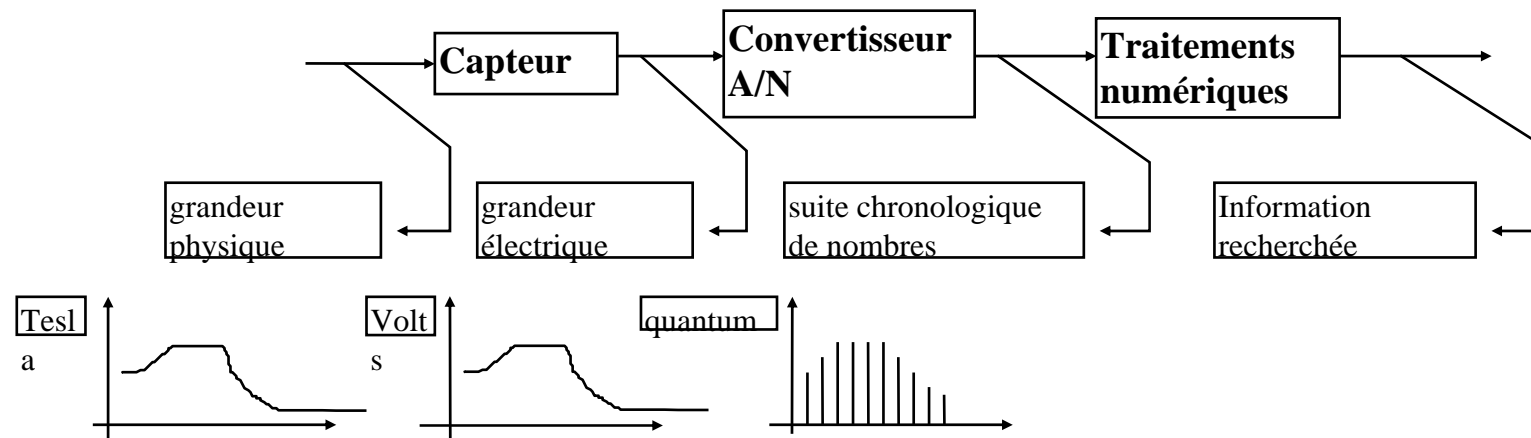 Capteur
Convertisseur
A/N
Traitements
numériques
grandeur
physique
grandeur
électrique
suite chronologique
de nombres
Information
recherchée
Tesl
a
Volt
s
quantum